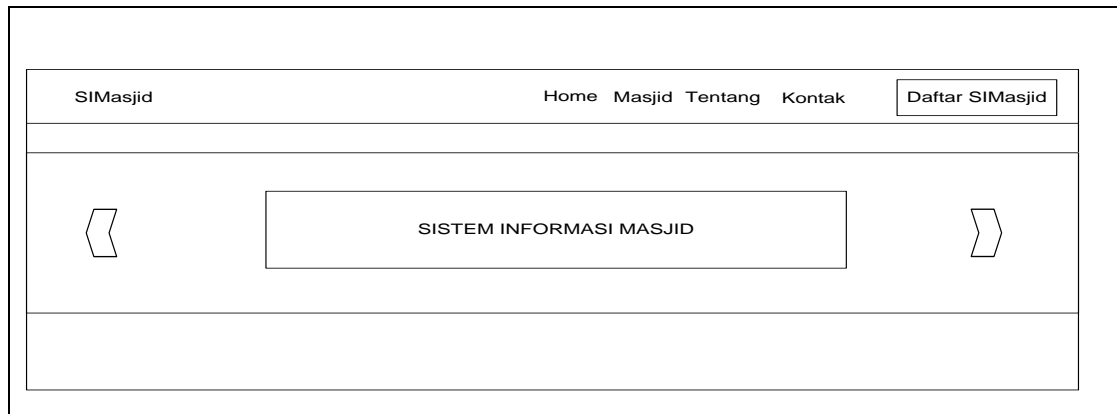 SIMasjid Home Masjid Tentang Kontak Daftar SIMasjid
SISTEM INFORMASI MASJID